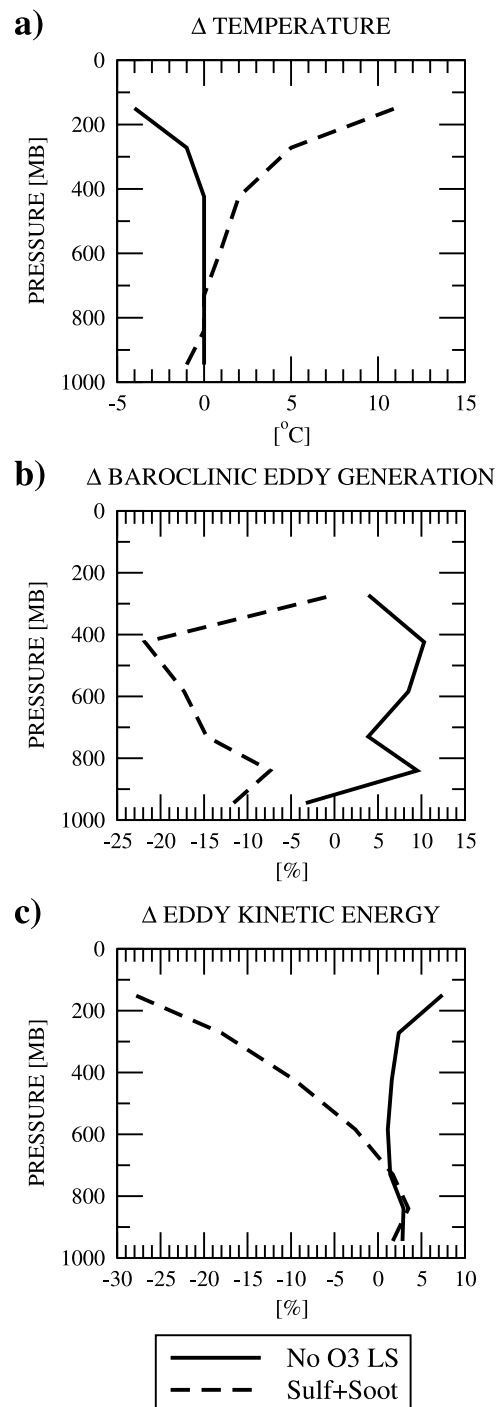 a)
Δ TEMPERATURE
0
200
400
600
800
1000
PRESSURE [MB]
-5 0 5 10 15
[°C]
b)
Δ BAROCLINIC EDDY GENERATION
0
200
400
600
800
1000
PRESSURE [MB]
-25 -20 -15 -10 -5 0 5 10 15
[%]
c)
Δ EDDY KINETIC ENERGY
0
200
400
600
800
1000
PRESSURE [MB]
-30 -25 -20 -15 -10 -5 0 5 10
[%]
No O3 LS
Sulf+Soot